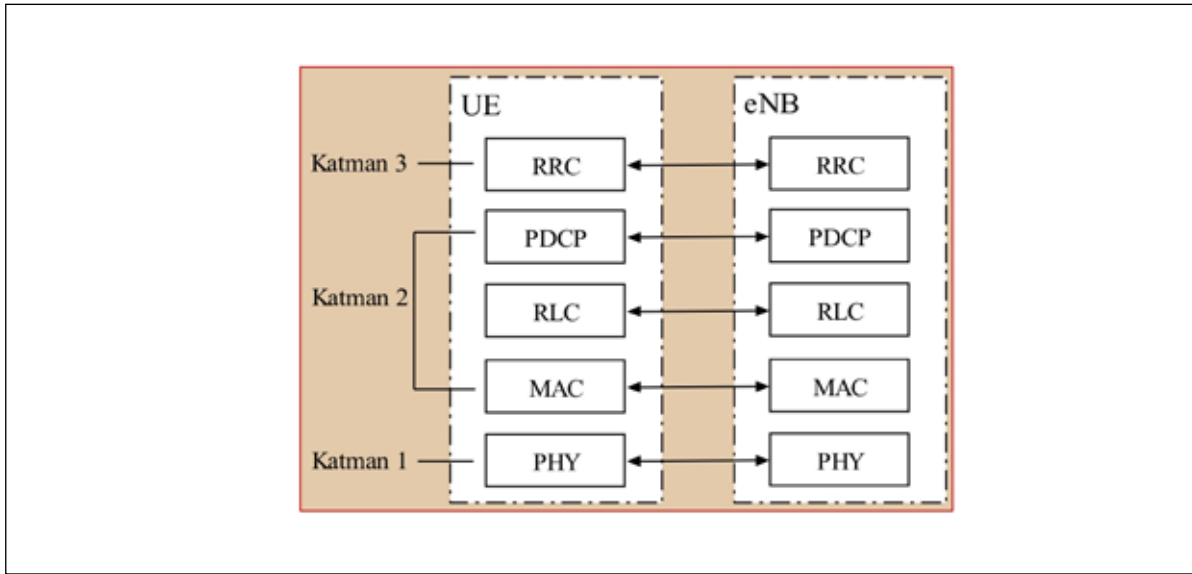 UE eNB
Katman 3 RRC RRC
PDCP PDCP
Katman 2 RLC RLC
MAC MAC
Katman 1 PHY PHY